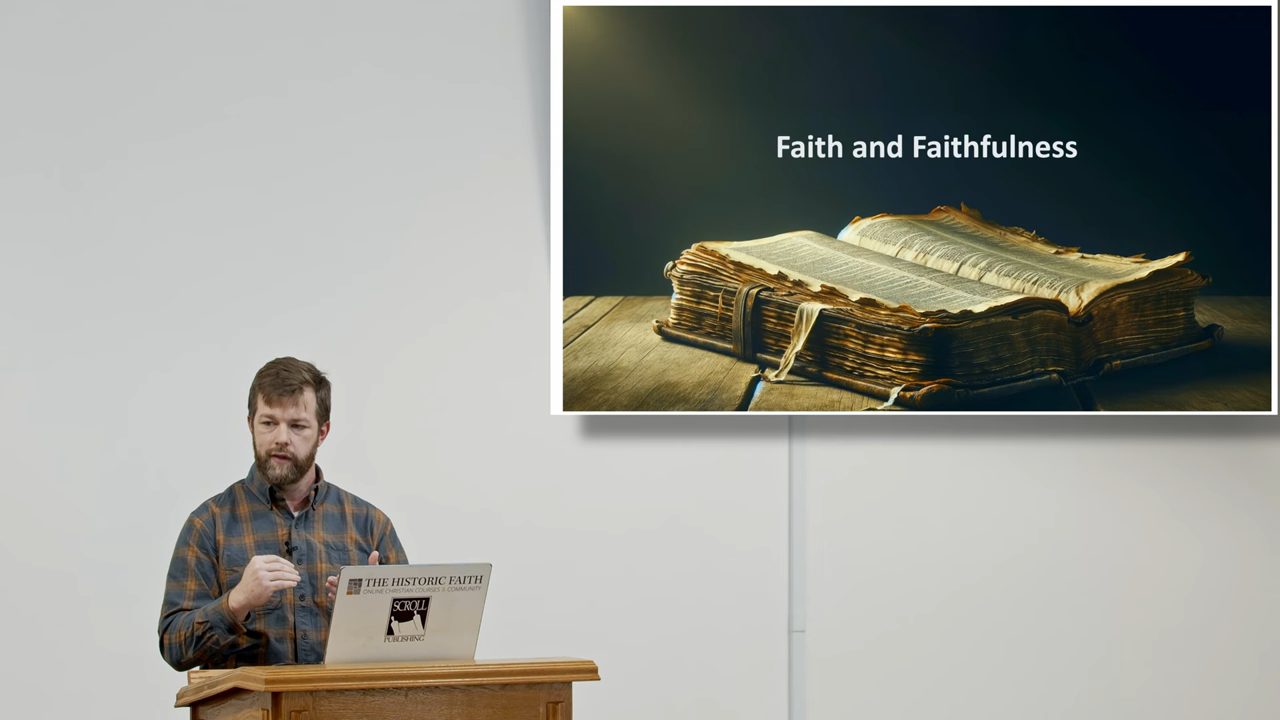 Faith and Faithfulness
THE HISTORIC FAITH
ONLINE CHRISTIAN COURSES & COMMUNITY
SCROLL
PUBLISHING